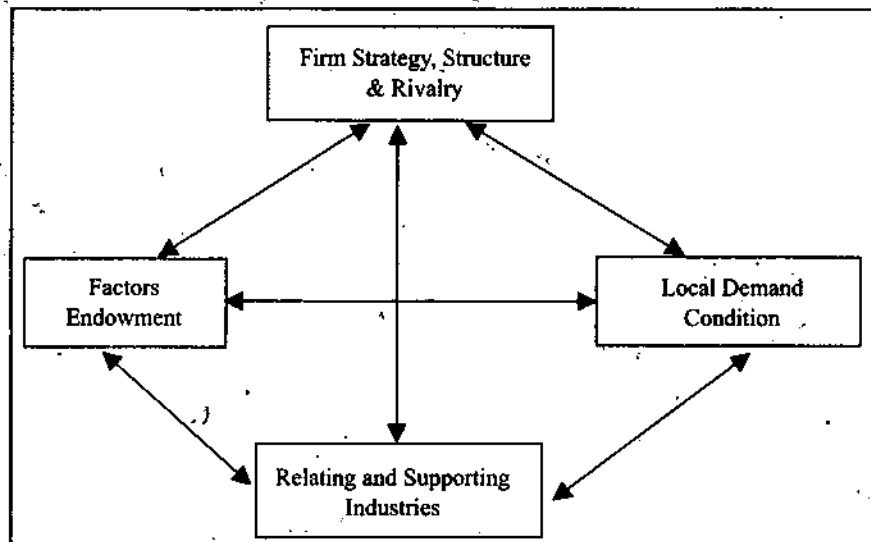 Firm Strategy, Structure
& Rivalry
Factors
Endowment
Local Demand
Condition
Relating and Supporting
Industries